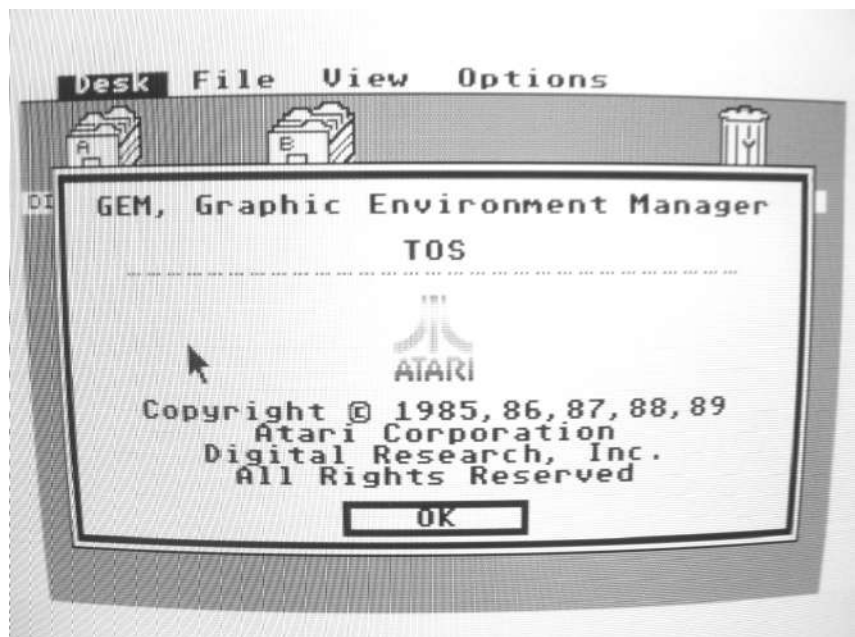 Desk File View Options
A B
DI
GEM, Graphic Environment Manager
TOS
ATARI
Copyright © 1985,86,87,88,89
Atari Corporation
Digital Research, Inc.
All Rights Reserved
OK